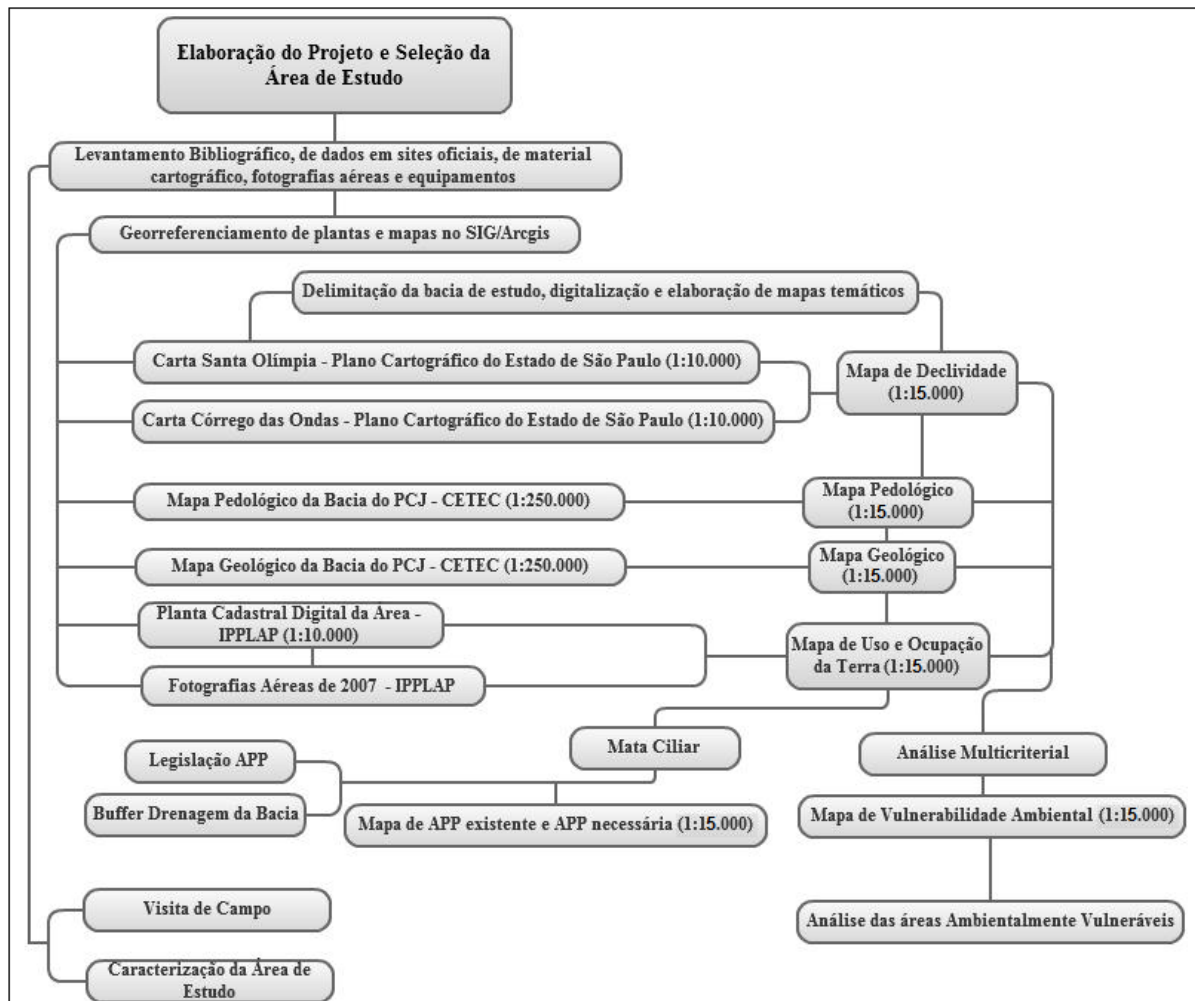 Elaboração do Projeto e Seleção da
Área de Estudo
Levantamento Bibliográfico, de dados em sites oficiais, de material
cartográfico, fotografias aéreas e equipamentos
Georreferenciamento de plantas e mapas no SIG/Arcgis
Delimitação da bacia de estudo, digitalização e elaboração de mapas temáticos
Carta Santa Olímpia - Plano Cartográfico do Estado de São Paulo (1:10.000)
Mapa de Declividade
(1:15.000)
Carta Córrego das Ondas - Plano Cartográfico do Estado de São Paulo (1:10.000)
Mapa Pedológico da Bacia do PCJ - CETEC (1:250.000)
Mapa Pedológico
(1:15.000)
Mapa Geológico da Bacia do PCJ - CETEC (1:250.000)
Mapa Geológico
(1:15.000)
Planta Cadastral Digital da Área -
IPPLAP (1:10.000)
Mapa de Uso e Ocupação
da Terra (1:15.000)
Fotografias Aéreas de 2007 - IPPLAP
Mata Ciliar
Análise Multicriterial
Legislação APP
Buffer Drenagem da Bacia
Mapa de APP existente e APP necessária (1:15.000)
Mapa de Vulnerabilidade Ambiental (1:15.000)
Visita de Campo
Análise das áreas Ambientalmente Vulneráveis
Caracterização da Área de
Estudo